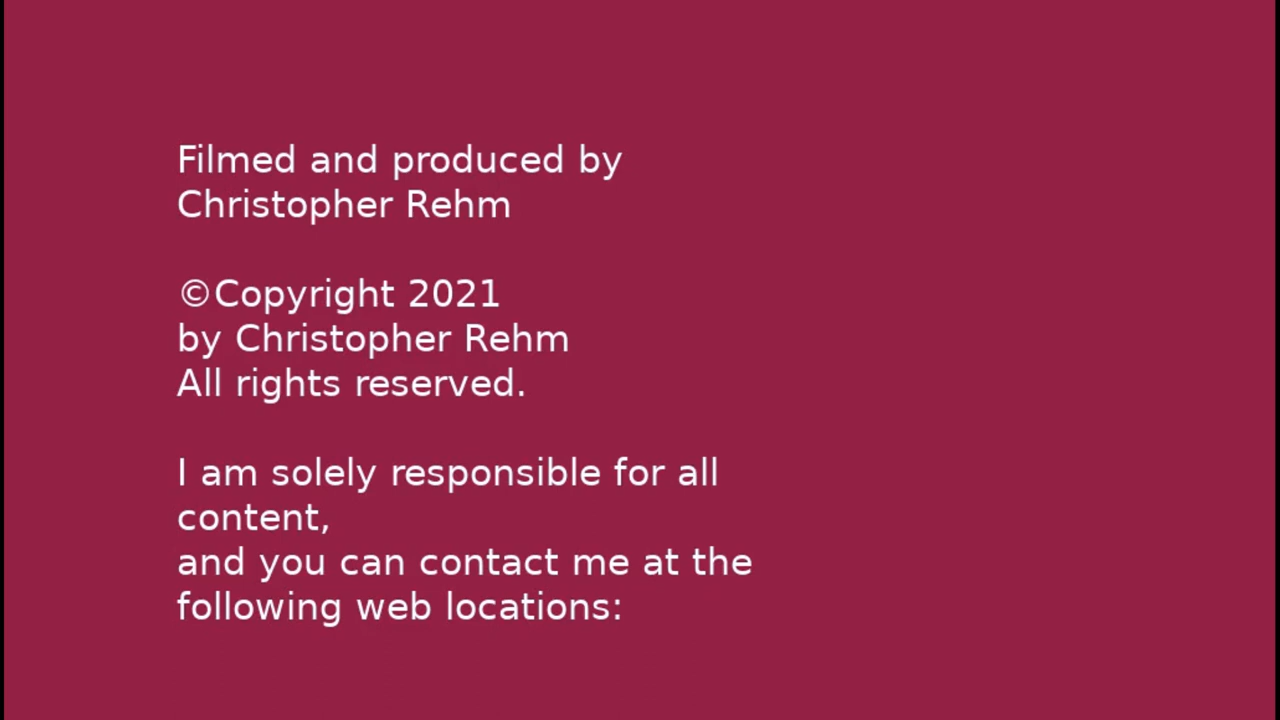 Filmed and produced by
Christopher Rehm
©Copyright 2021
by Christopher Rehm
All rights reserved.
I am solely responsible for all
content,
and you can contact me at the
following web locations: